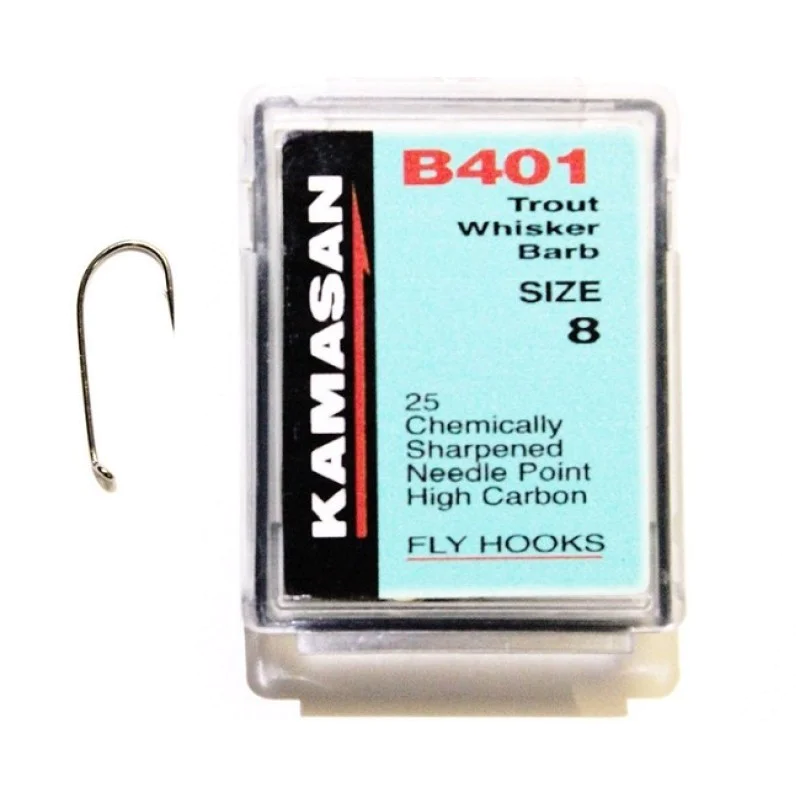 KAMASAN
B401
Trout
Whisker
Barb
SIZE
8
25
Chemically
Sharpened
Needle Point
High Carbon
FLY HOOKS